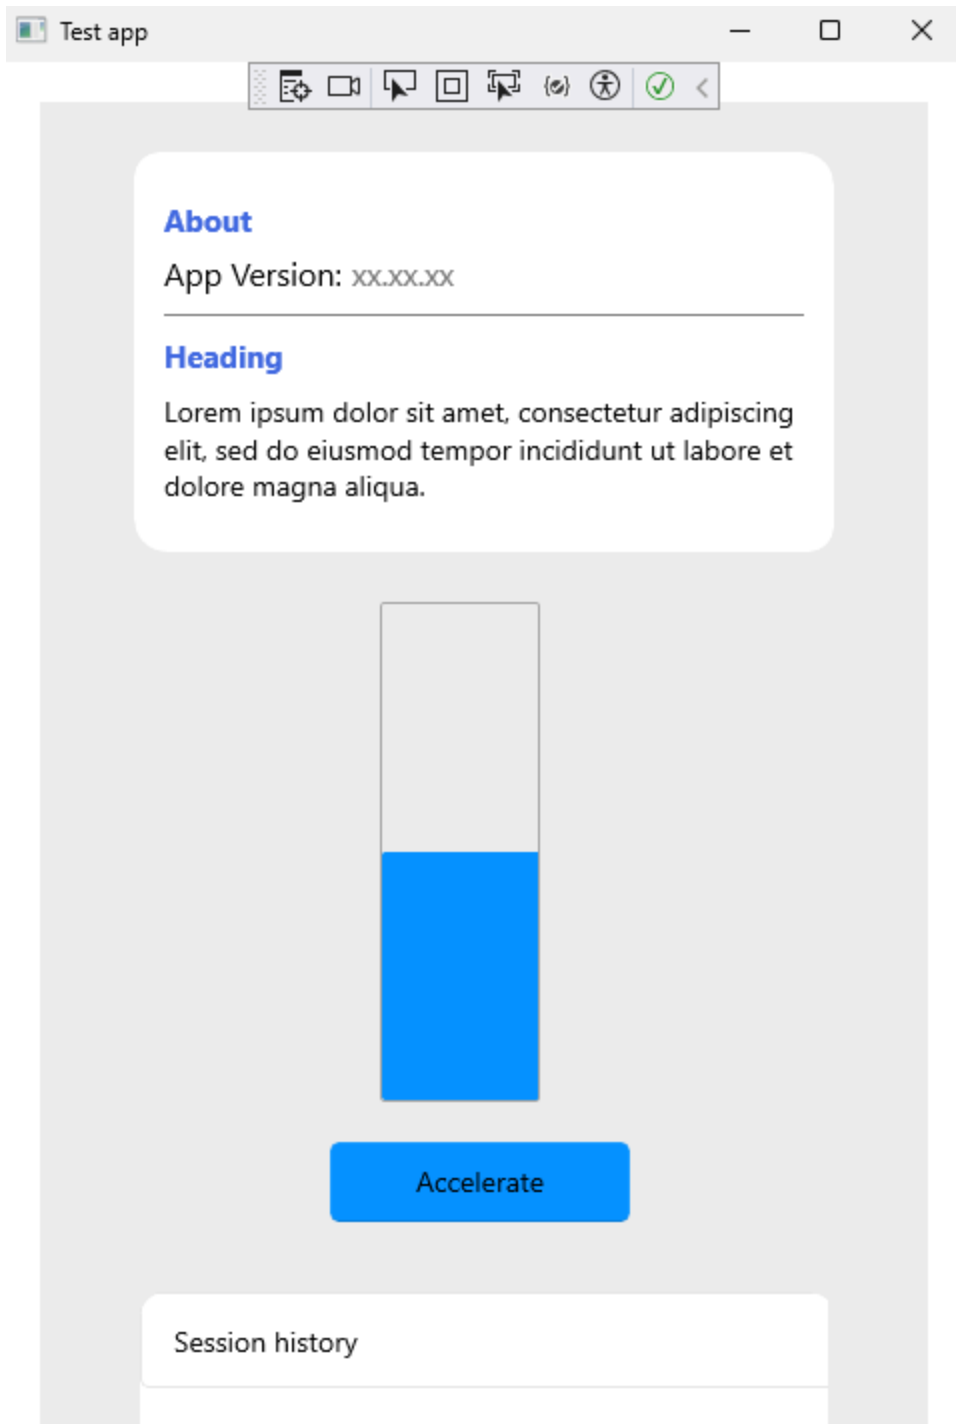 Test app
About
App Version: xx.xx.xx
Heading
Lorem ipsum dolor sit amet, consectetur adipiscing
elit, sed do eiusmod tempor incididunt ut labore et
dolore magna aliqua.
Accelerate
Session history